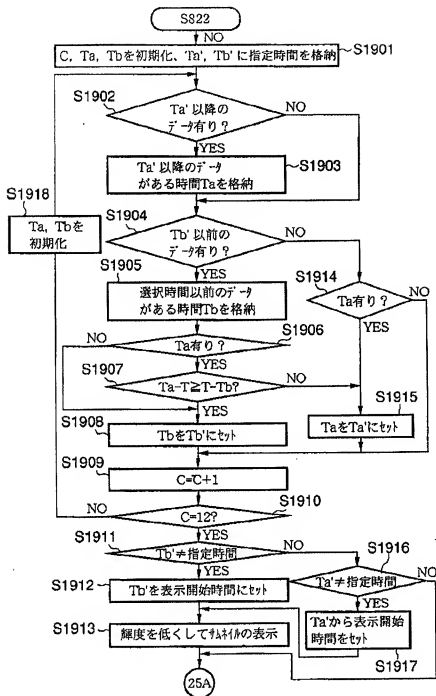 S822
NO
C, Ta, Tbを初期化、Ta', Tb'に指定時間を格納
S1901
S1902
Ta'以降の
データ有り?
NO
YES
Ta'以降のデータ
がある時間Taを格納
S1903
S1918
Ta, Tbを
初期化
S1904
Tb'以前の
データ有り?
NO
YES
S1905
選択時間以前のデータ
がある時間Tbを格納
S1914
Ta有り?
NO
YES
S1906
Ta有り?
YES
S1907
Ta-T≧T-Tb?
NO
YES
S1915
TaをTa'にセット
S1908
TbをTb'にセット
S1909
C=C+1
S1910
C=12?
NO
YES
S1911
Tb'≠指定時間
NO
YES
S1916
Ta'≠指定時間
NO
YES
S1912
Tb'を表示開始時間にセット
Ta'から表示開始
時間をセット
S1917
S1913
輝度を低くしてサムネイルの表示
25A